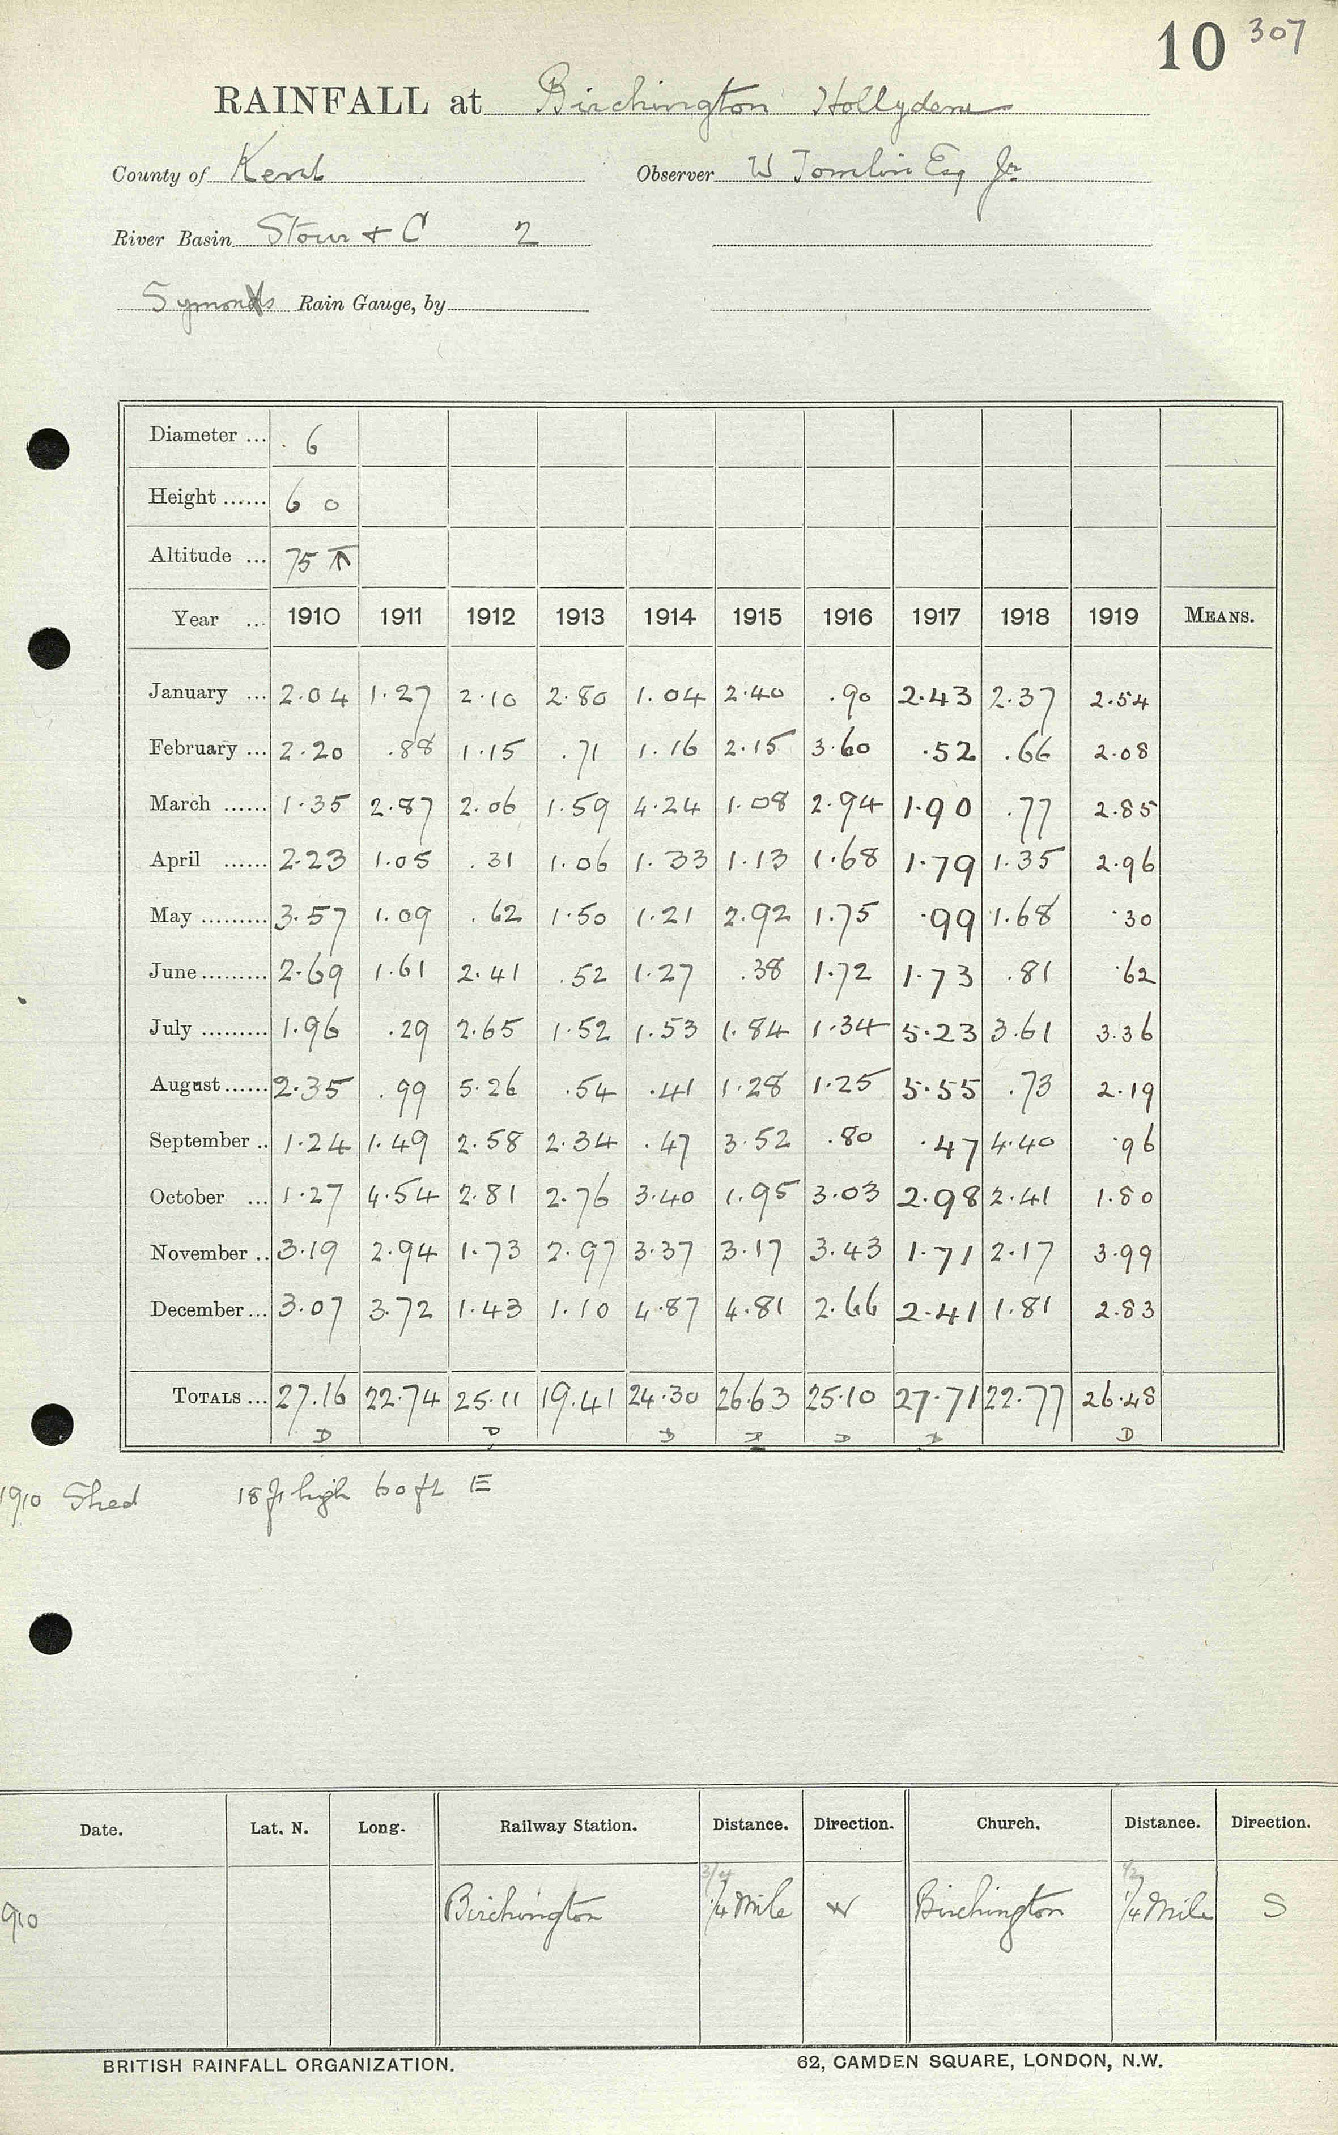 10 307
RAINFALL at Birchington Hollydene
County of Kent Observer W Tomlin Esq Jr
River Basin Stour & C 2
Symonds Rain Gauge, by
Diameter ... 6
Height ...... 6 0
Altitude ... 75
Year ... 1910 1911 1912 1913 1914 1915 1916 1917 1918 1919 MEANS.
January ... 2.04 1.27 2.10 2.80 1.04 2.40 .90 2.43 2.37 2.54
February ... 2.20 .88 1.15 .71 1.16 2.15 3.60 .52 .66 2.08
March ...... 1.35 2.87 2.06 1.59 4.24 1.08 2.94 1.90 .77 2.85
April ...... 2.23 1.05 .31 1.06 1.33 1.13 1.68 1.79 1.35 2.96
May ......... 3.57 1.09 .62 1.50 1.21 2.92 1.75 .99 1.68 .30
June ......... 2.69 1.61 2.41 .52 1.27 .38 1.72 1.73 .81 .62
July ......... 1.96 .29 2.65 1.52 1.53 1.84 1.34 5.23 3.61 3.36
August ...... 2.35 .99 5.26 .54 .41 1.28 1.25 5.55 .73 2.19
September .. 1.24 1.49 2.58 2.34 .47 3.52 .80 .47 4.40 .96
October ... 1.27 4.54 2.81 2.76 3.40 1.95 3.03 2.98 2.41 1.80
November .. 3.19 2.94 1.73 2.97 3.37 3.17 3.43 1.71 2.17 3.99
December ... 3.07 3.72 1.43 1.10 4.87 4.81 2.66 2.41 1.81 2.83
TOTALS ... 27.16 22.74 25.11 19.41 24.30 26.63 25.10 27.71 22.77 26.48
D D D D D D D
1910 Shed 18 ft high 60 ft E
Date. Lat. N. Long. Railway Station. Distance. Direction. Church. Distance. Direction.
3/4 1/2
910 Birchington 1/4 Mile W Birchington 1/4 Mile S
BRITISH RAINFALL ORGANIZATION. 62, CAMDEN SQUARE, LONDON, N.W.